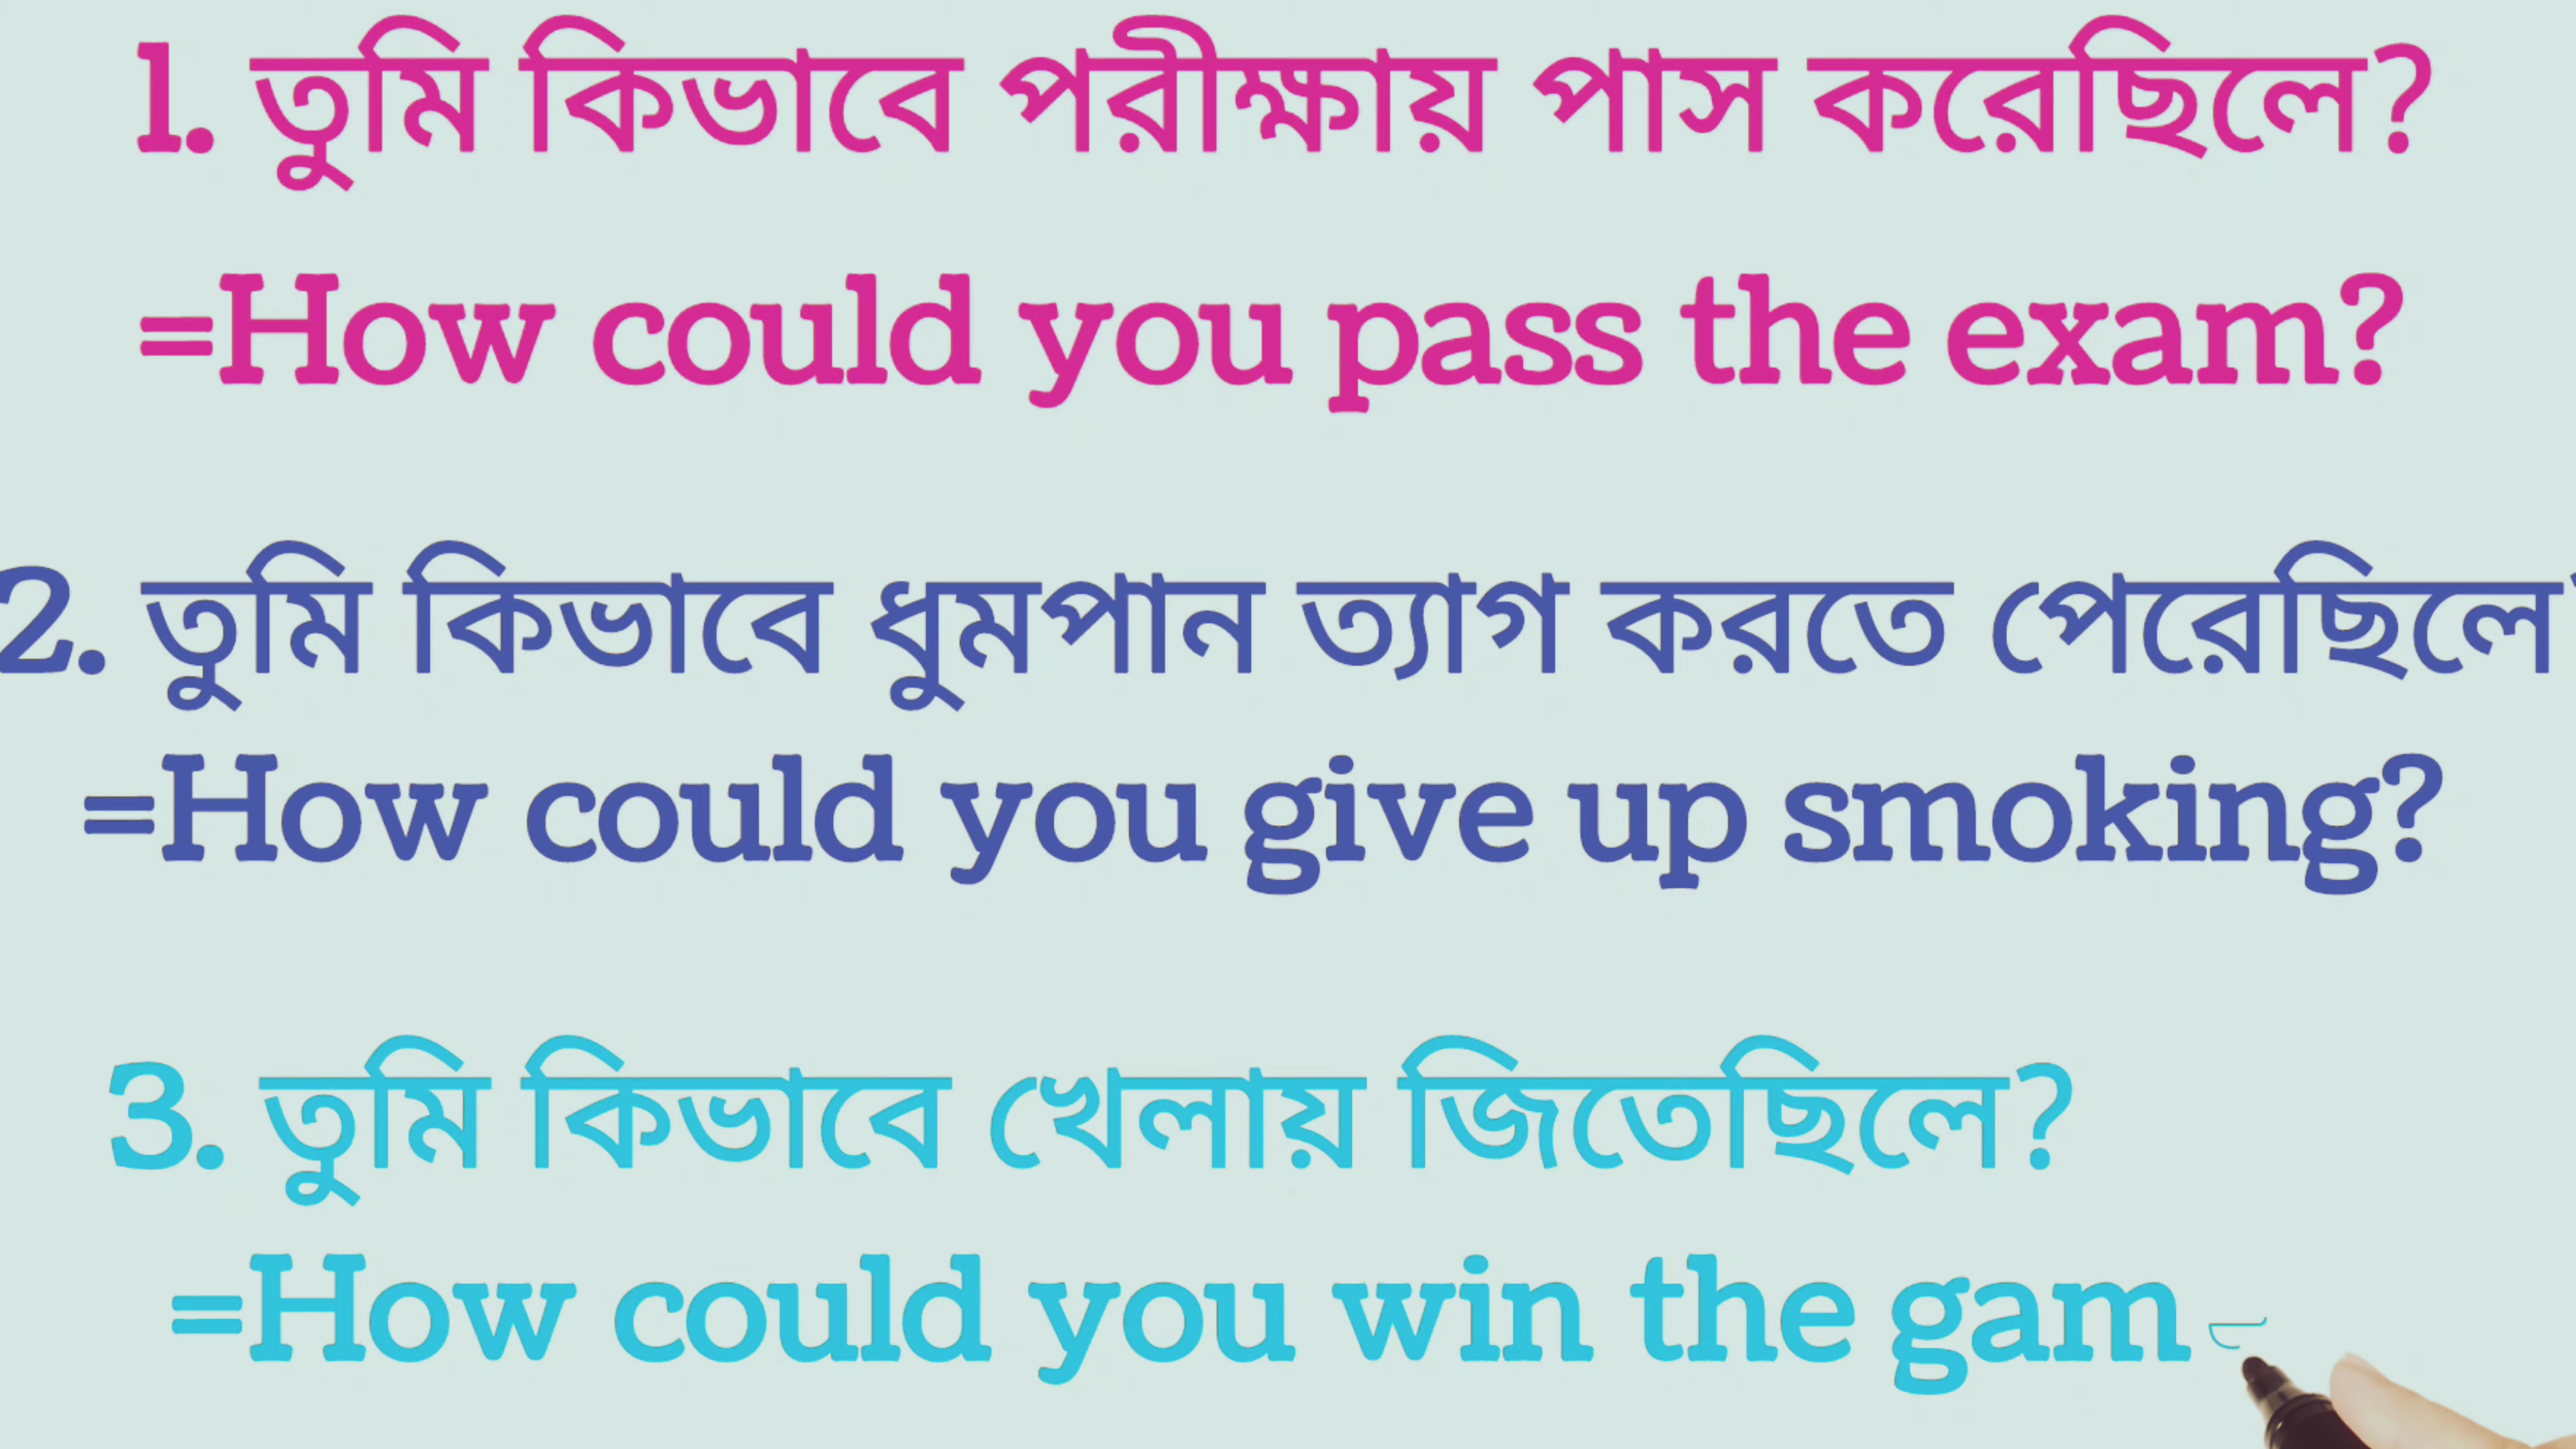 1. তুমি কিভাবে পরীক্ষায় পাস করেছিলে?
=How could you pass the exam?
2. তুমি কিভাবে ধুমপান ত্যাগ করতে পেরেছিলে?
=How could you give up smoking?
3. তুমি কিভাবে খেলায় জিতেছিলে?
=How could you win the gam